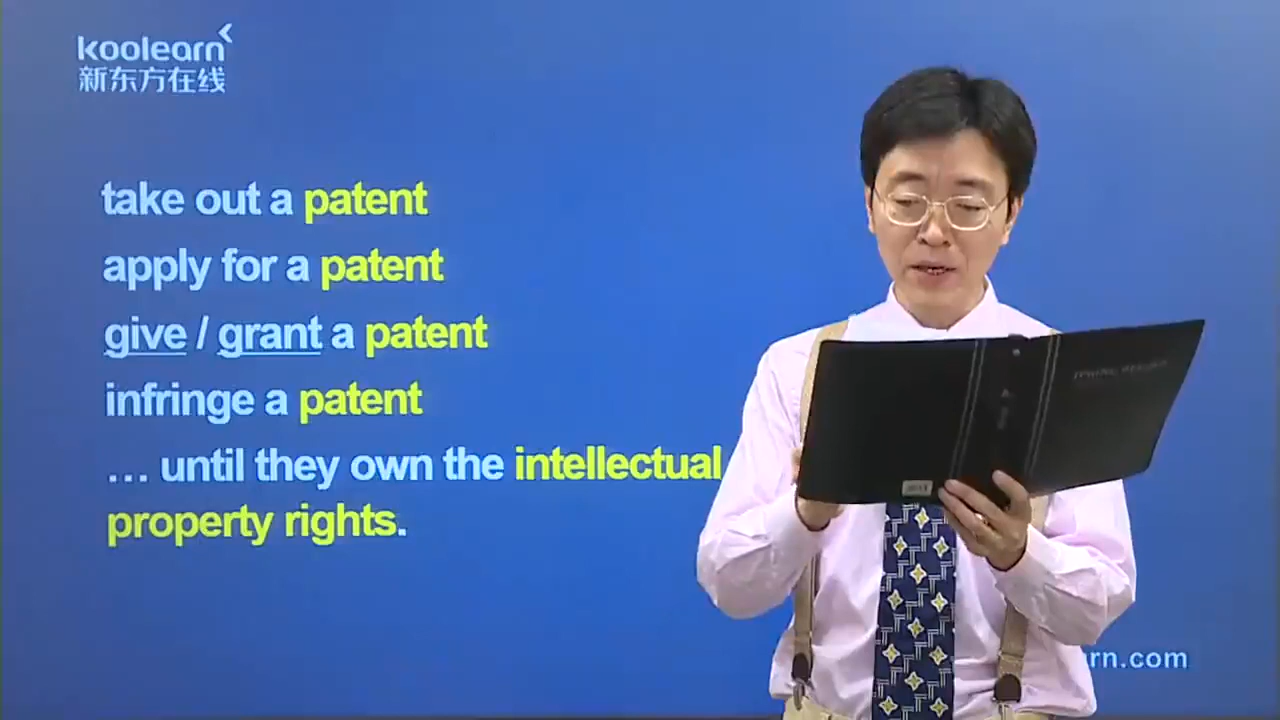 koolearn
新东方在线
take out a patent
apply for a patent
give / grant a patent
infringe a patent
… until they own the intellectual
property rights.
rn.com